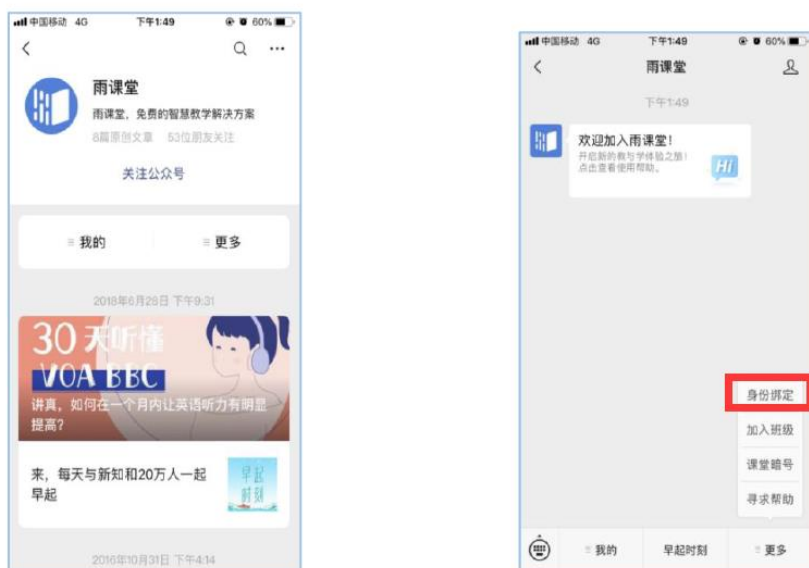 中国移动 4G 下午1:49 60%
雨课堂
雨课堂，免费的智慧教学解决方案
8篇原创文章 53位朋友关注
关注公众号
我的 更多
2018年6月28日 下午9:31
30天听懂
VOA BBC
讲真，如何在一个月内让英语听力有明显
提高？
来，每天与新知和20万人一起
早起
早起
时刻
2016年10月31日 下午4:14
中国移动 4G 下午1:49 60%
雨课堂
下午1:49
欢迎加入雨课堂！
开启新的教与学体验之旅！
点击查看使用帮助。
Hi
身份绑定
加入班级
课堂暗号
寻求帮助
我的 早起时刻 更多